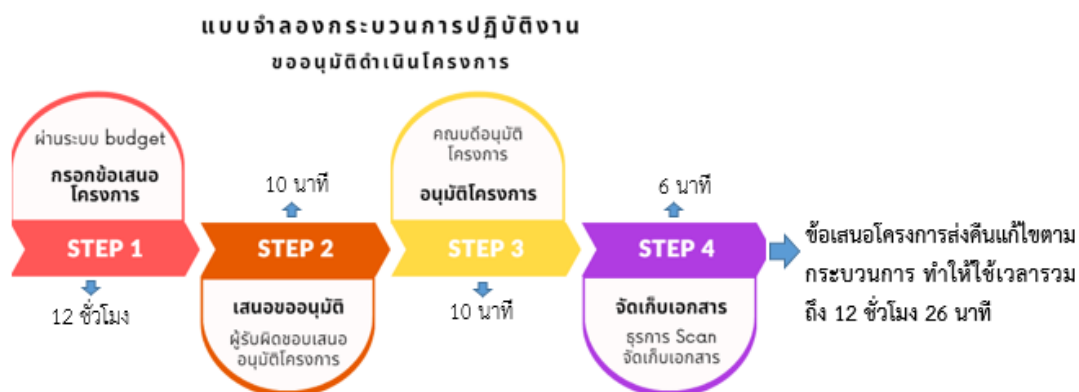 แบบจำลองกระบวนการปฏิบัติงาน
ขออนุมัติดำเนินโครงการ
ผ่านระบบ budget
กรอกข้อเสนอ
โครงการ
STEP 1
12 ชั่วโมง
10 นาที
STEP 2
เสนอขออนุมัติ
ผู้รับผิดชอบเสนอ
อนุมัติโครงการ
คณบดีอนุมัติ
โครงการ
อนุมัติโครงการ
STEP 3
10 นาที
6 นาที
STEP 4
จัดเก็บเอกสาร
ธุรการ Scan
จัดเก็บเอกสาร
ข้อเสนอโครงการส่งคืนแก้ไขตาม
กระบวนการ ทำให้ใช้เวลารวม
ถึง 12 ชั่วโมง 26 นาที